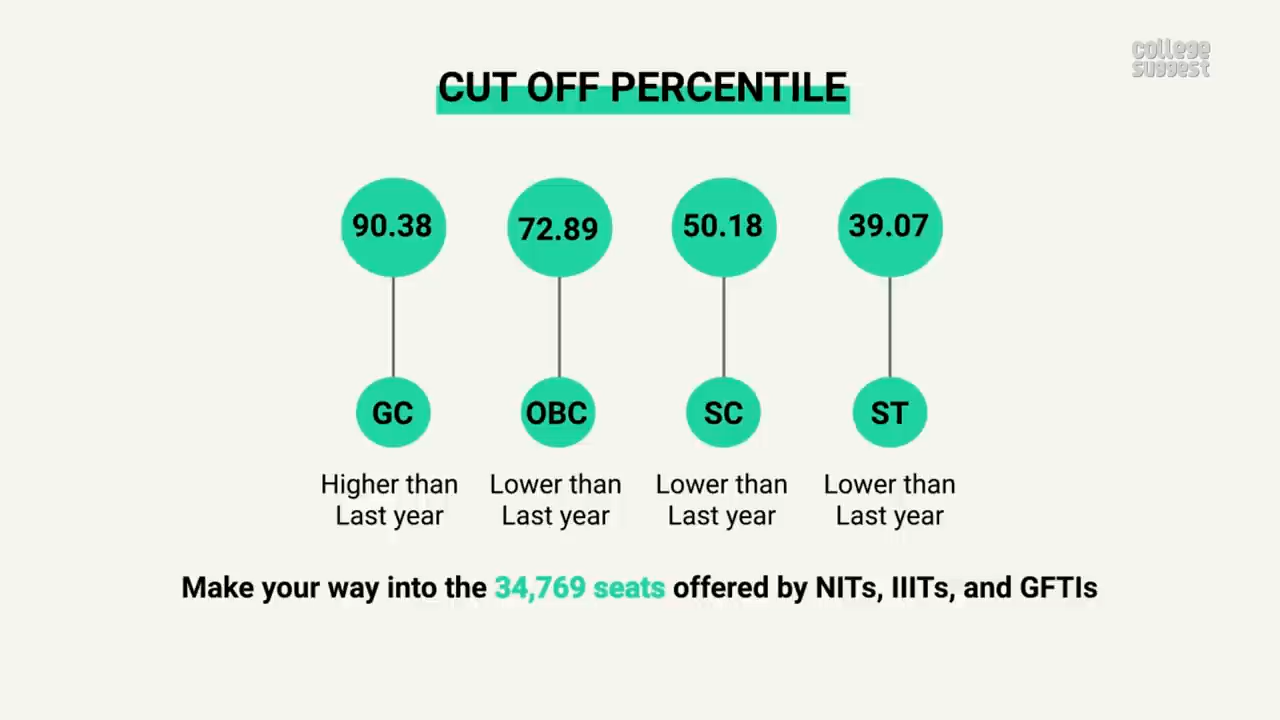 college
suggest
CUT OFF PERCENTILE
90.38
72.89
50.18
39.07
GC
OBC
SC
ST
Higher than
Last year
Lower than
Last year
Lower than
Last year
Lower than
Last year
Make your way into the 34,769 seats offered by NITs, IIITs, and GFTIs